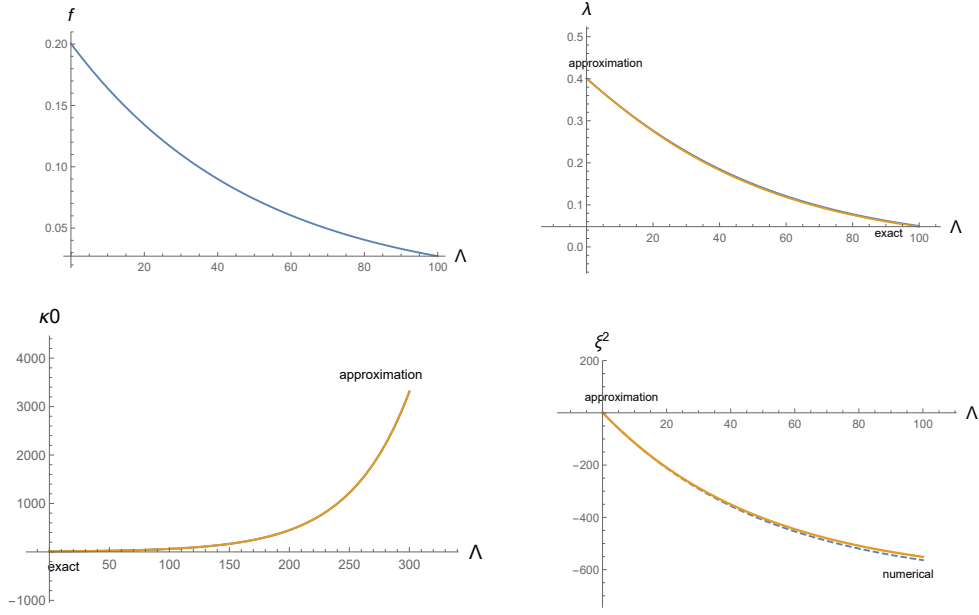 f
0.20
0.15
0.10
0.05
0 20 40 60 80 100 Λ
λ
0.5
approximation
0.4
0.3
0.2
0.1
0.0
20 40 60 80 100 Λ
exact
κ0
4000
approximation
3000
2000
1000
50 100 150 200 250 300 Λ
exact
-1000
ξ²
200
approximation
20 40 60 80 100 Λ
-200
-400
-600
numerical